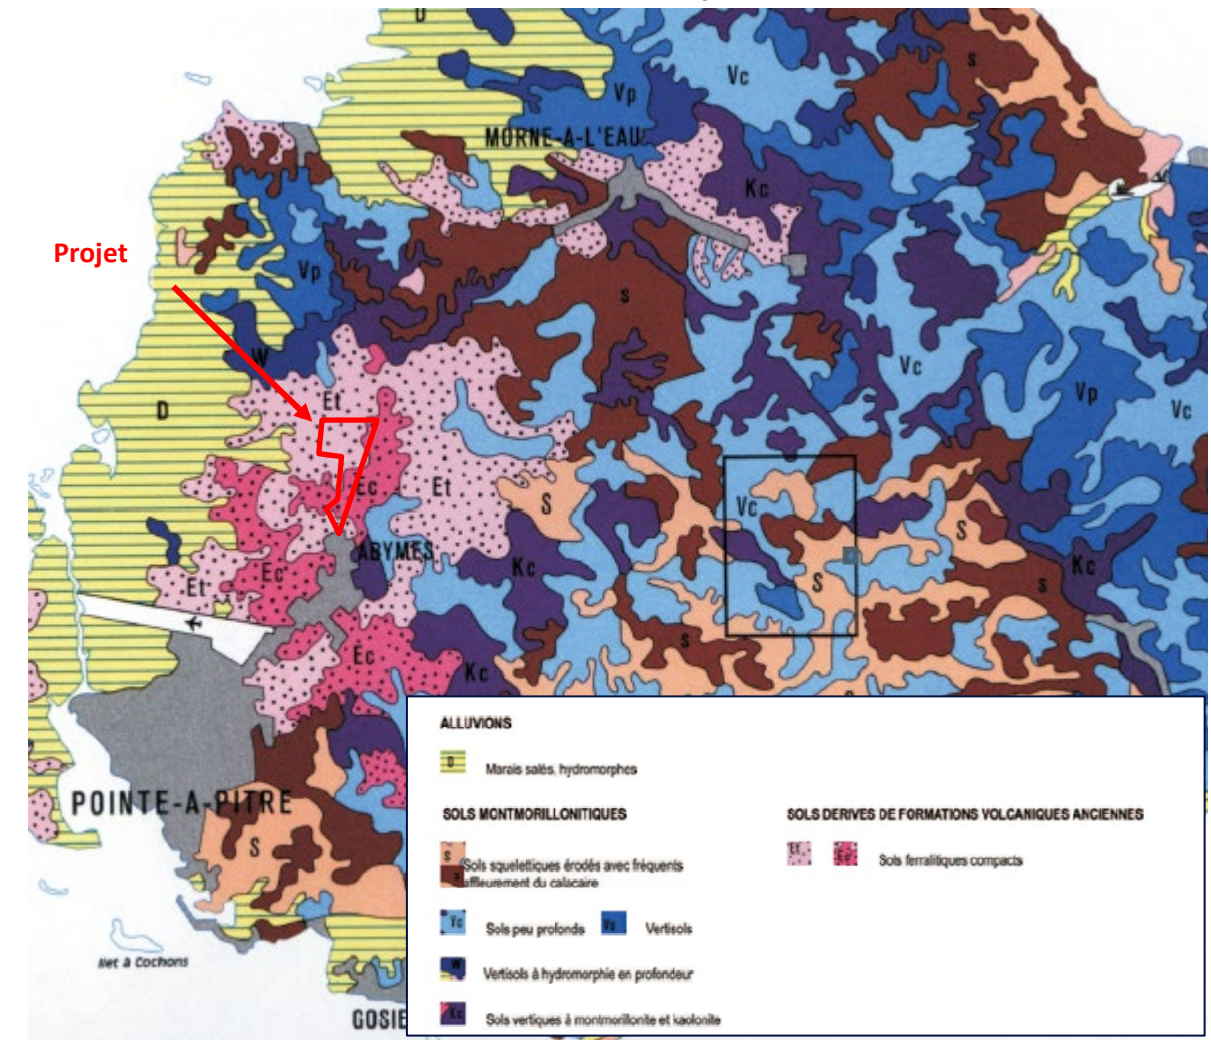 D
Vp
Vc
s
MORNE-A-L'EAU
Kc
Projet
Vp
s
W
Vc
D
Et
Vp
Vc
Ec
Et
S
Vc
S
ABYMES
Kc
Ec
Et
S
s
Kc
Ec
s
Kc
POINTE-A-PITRE
S
Ilet à Cochons
GOSIE
ALLUVIONS
D Marais salés, hydromorphes
SOLS MONTMORILLONITIQUES
S
Sols squelettiques érodés avec fréquents
s affleurement du calacaire
Vc Sols peu profonds Vp Vertisols
W Vertisols à hydromorphie en profondeur
Kc Sols vertiques à montmorillonite et kaolonite
SOLS DERIVES DE FORMATIONS VOLCANIQUES ANCIENNES
Et Ec Sols ferralitiques compacts